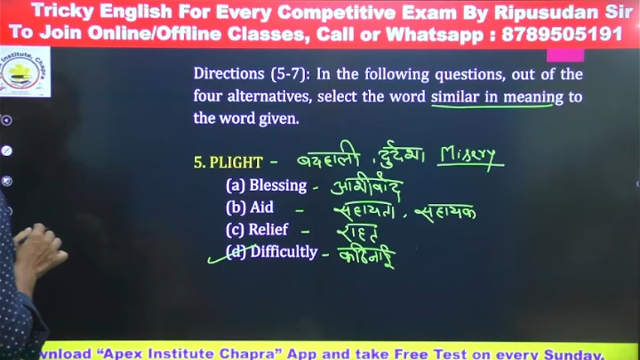 Tricky English For Every Competitive Exam By Ripusudan Sir
To Join Online/Offline Classes, Call or Whatsapp : 8789505191
Institute, Chapra
Directions (5-7): In the following questions, out of the
four alternatives, select the word similar in meaning to
the word given.
5. PLIGHT - बदहाली , दुर्दशा Misery
(a) Blessing - आशीर्वाद
(b) Aid - सहायता , सहायक
(c) Relief - राहत
(d) Difficultly - कठिनाई
wnload “Apex Institute Chapra” App and take Free Test on every Sunday.